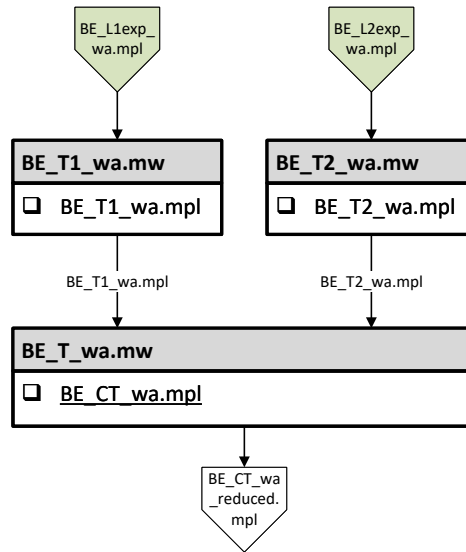 BE_L1exp_
wa.mpl
BE_L2exp_
wa.mpl
BE_T1_wa.mw
❑ BE_T1_wa.mpl
BE_T2_wa.mw
❑ BE_T2_wa.mpl
BE_T1_wa.mpl
BE_T2_wa.mpl
BE_T_wa.mw
❑ BE_CT_wa.mpl
BE_CT_wa
_reduced.
mpl